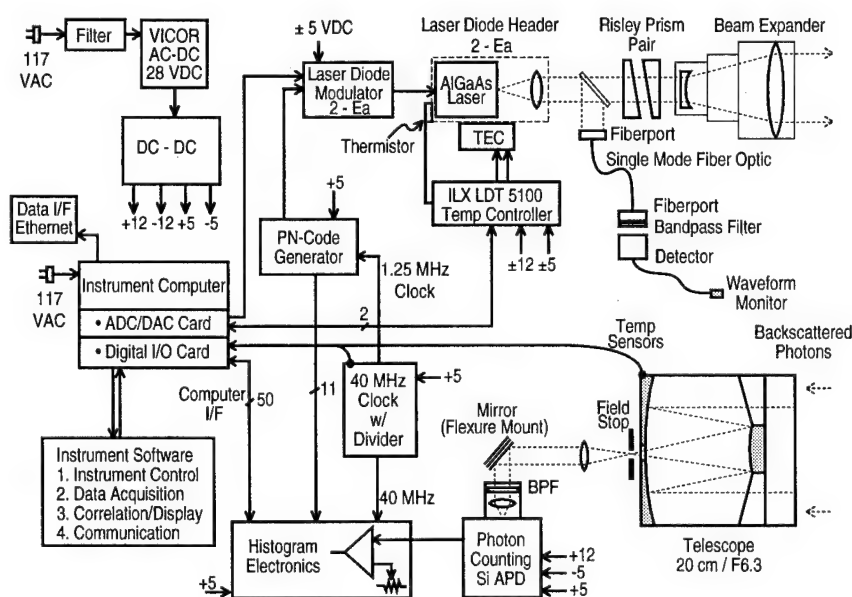 117
VAC
Filter
VICOR
AC-DC
28 VDC
DC - DC
+12 -12 +5 -5
± 5 VDC
Laser Diode
Modulator
2 - Ea
Laser Diode Header
2 - Ea
AlGaAs
Laser
Thermistor
TEC
ILX LDT 5100
Temp Controller
±12 ±5
Risley Prism
Pair
Beam Expander
Fiberport
Single Mode Fiber Optic
Fiberport
Bandpass Filter
Detector
Waveform
Monitor
Data I/F
Ethernet
117
VAC
Instrument Computer
• ADC/DAC Card
• Digital I/O Card
+5
PN-Code
Generator
1.25 MHz
Clock
2
Computer
I/F
50
11
40 MHz
Clock
w/
Divider
+5
40 MHz
Instrument Software
1. Instrument Control
2. Data Acquisition
3. Correlation/Display
4. Communication
+5
Histogram
Electronics
Mirror
(Flexure Mount)
BPF
Photon
Counting
Si APD
+12
-5
+5
Field
Stop
Temp
Sensors
Backscattered
Photons
Telescope
20 cm / F6.3